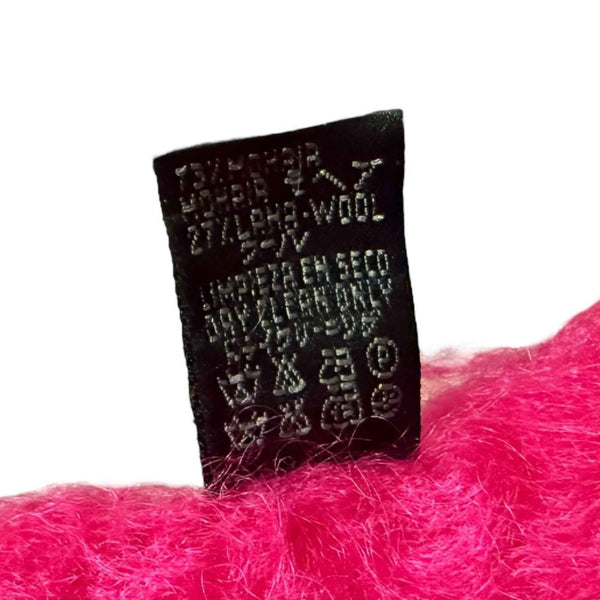 73% MOHAIR
MOHAIR モヘア
27% LANA-WOOL
ウール
LIMPIEZA EN SECO
DRY CLEAN ONLY